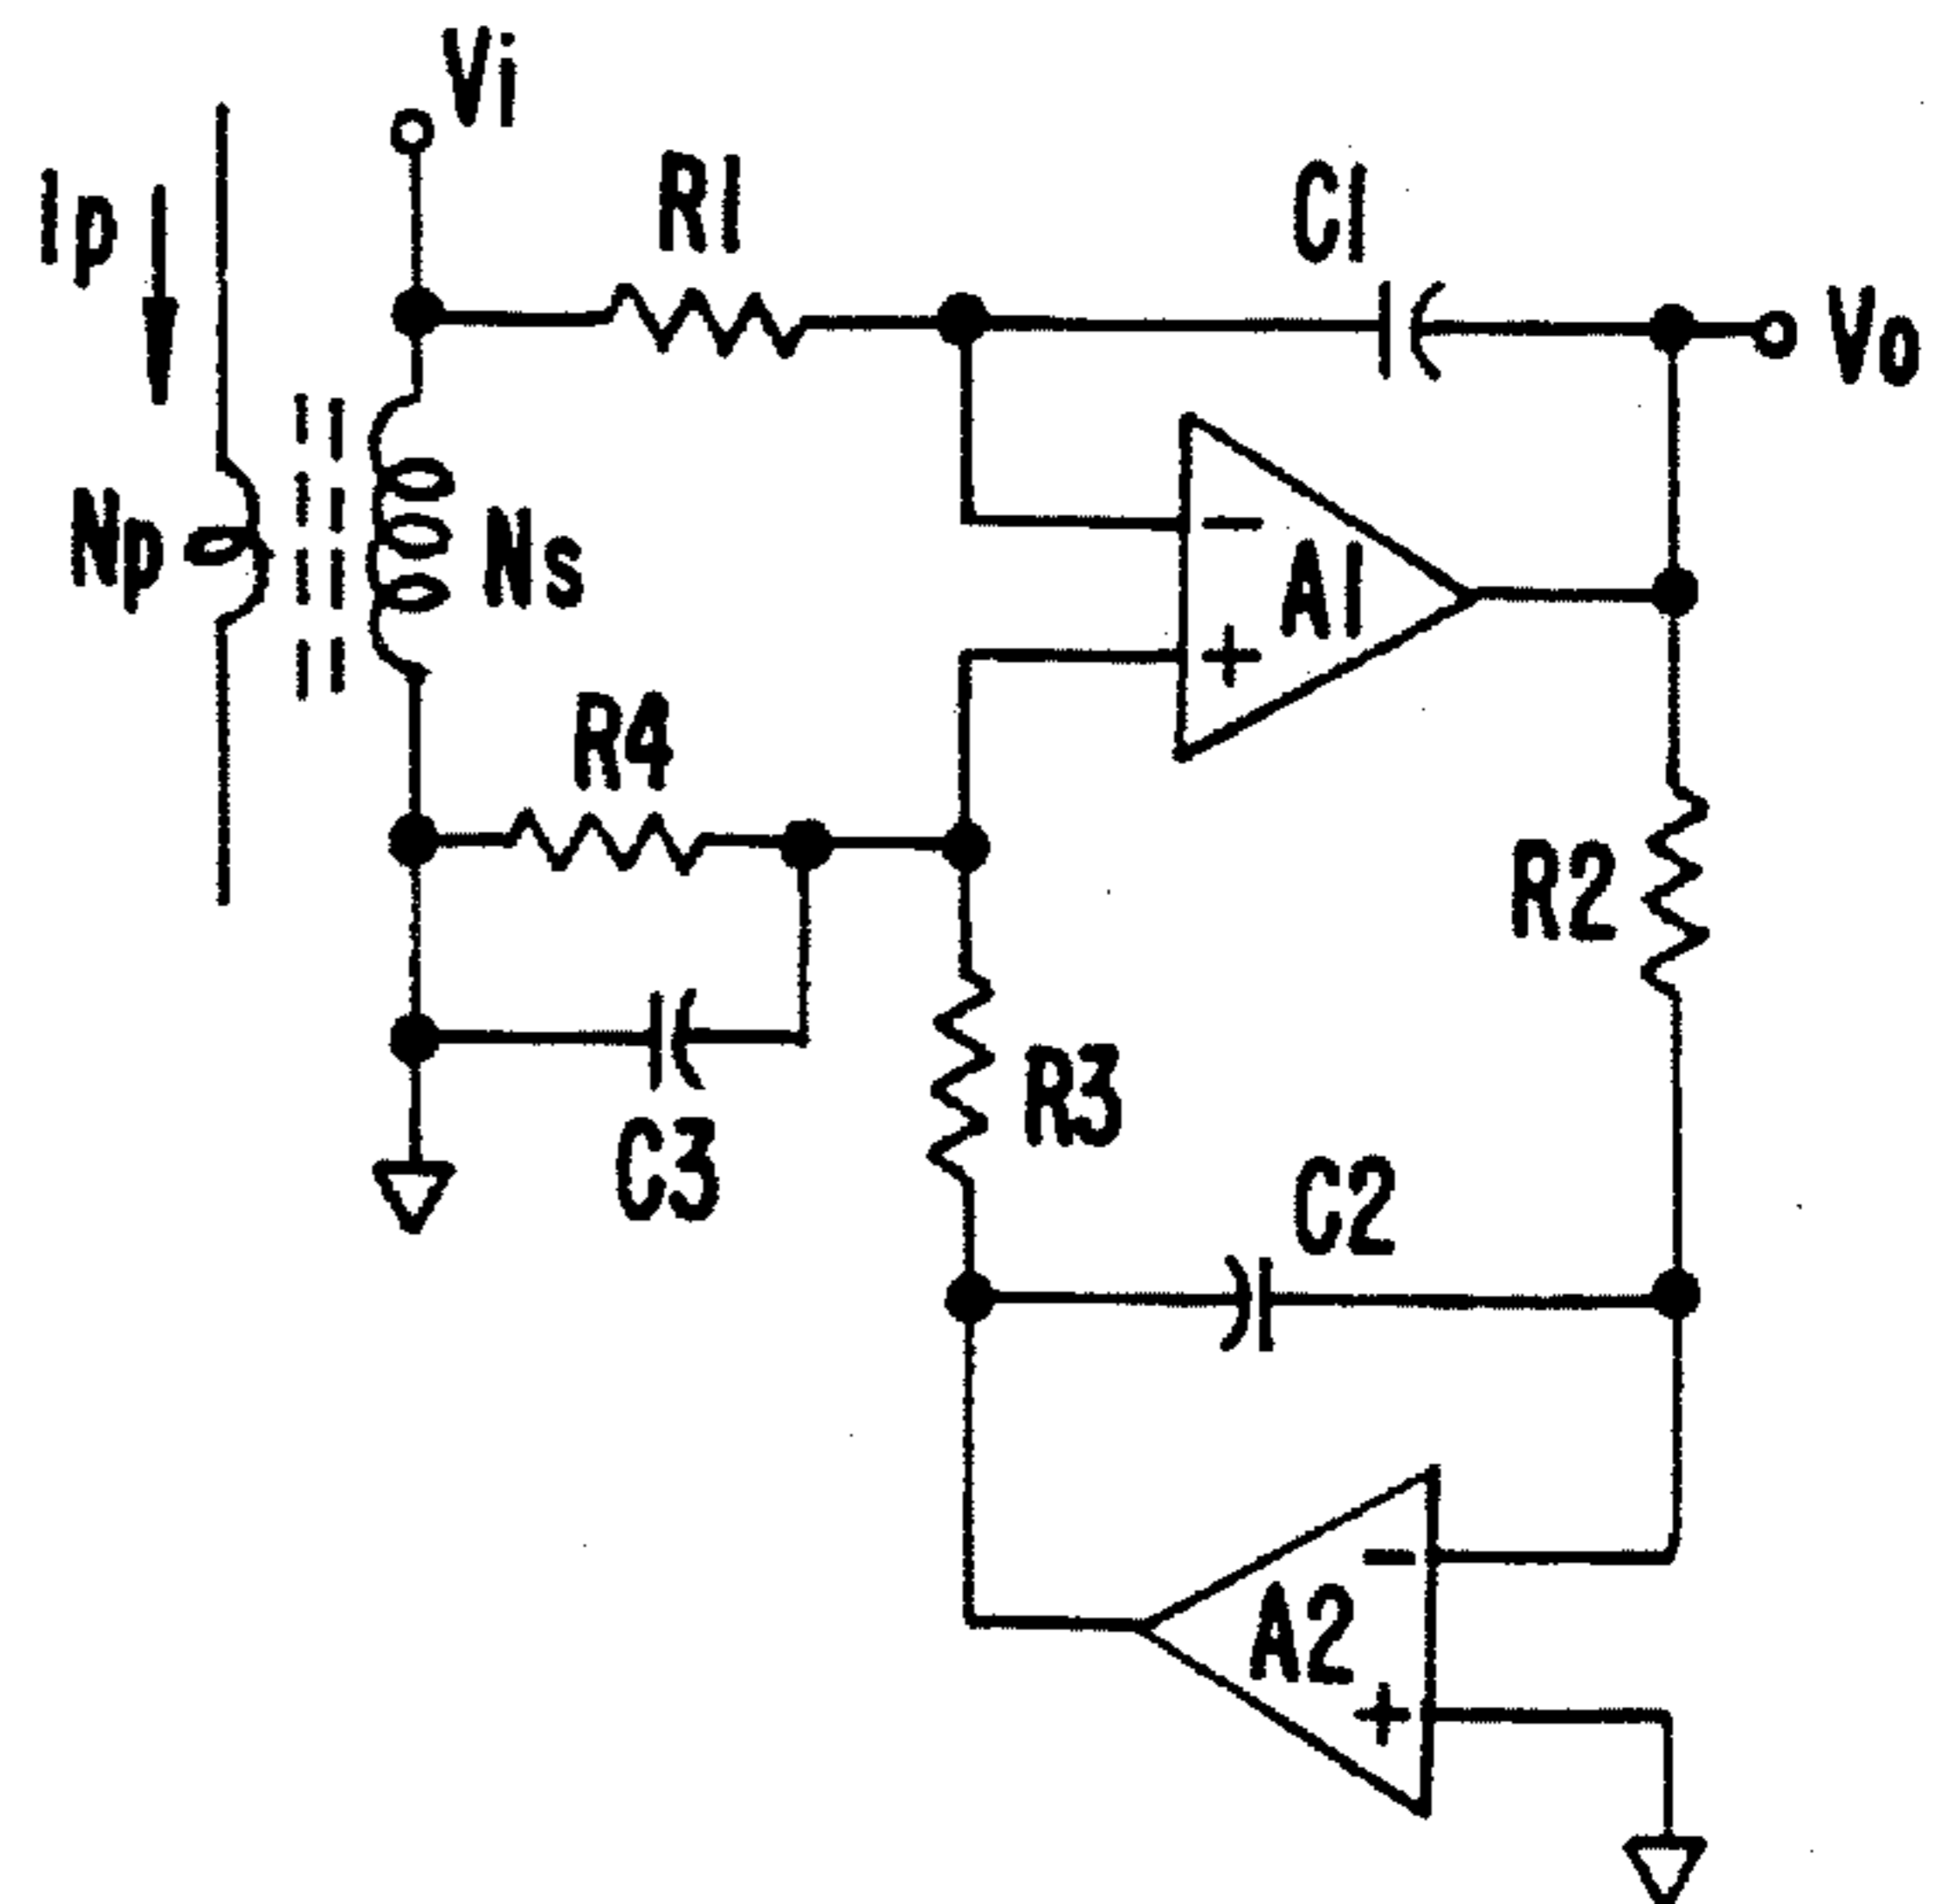 Vi
Ip
R1
C1
Vo
Np
Ns
−
A1
+
R4
R2
R3
C3
C2
−
A2
+